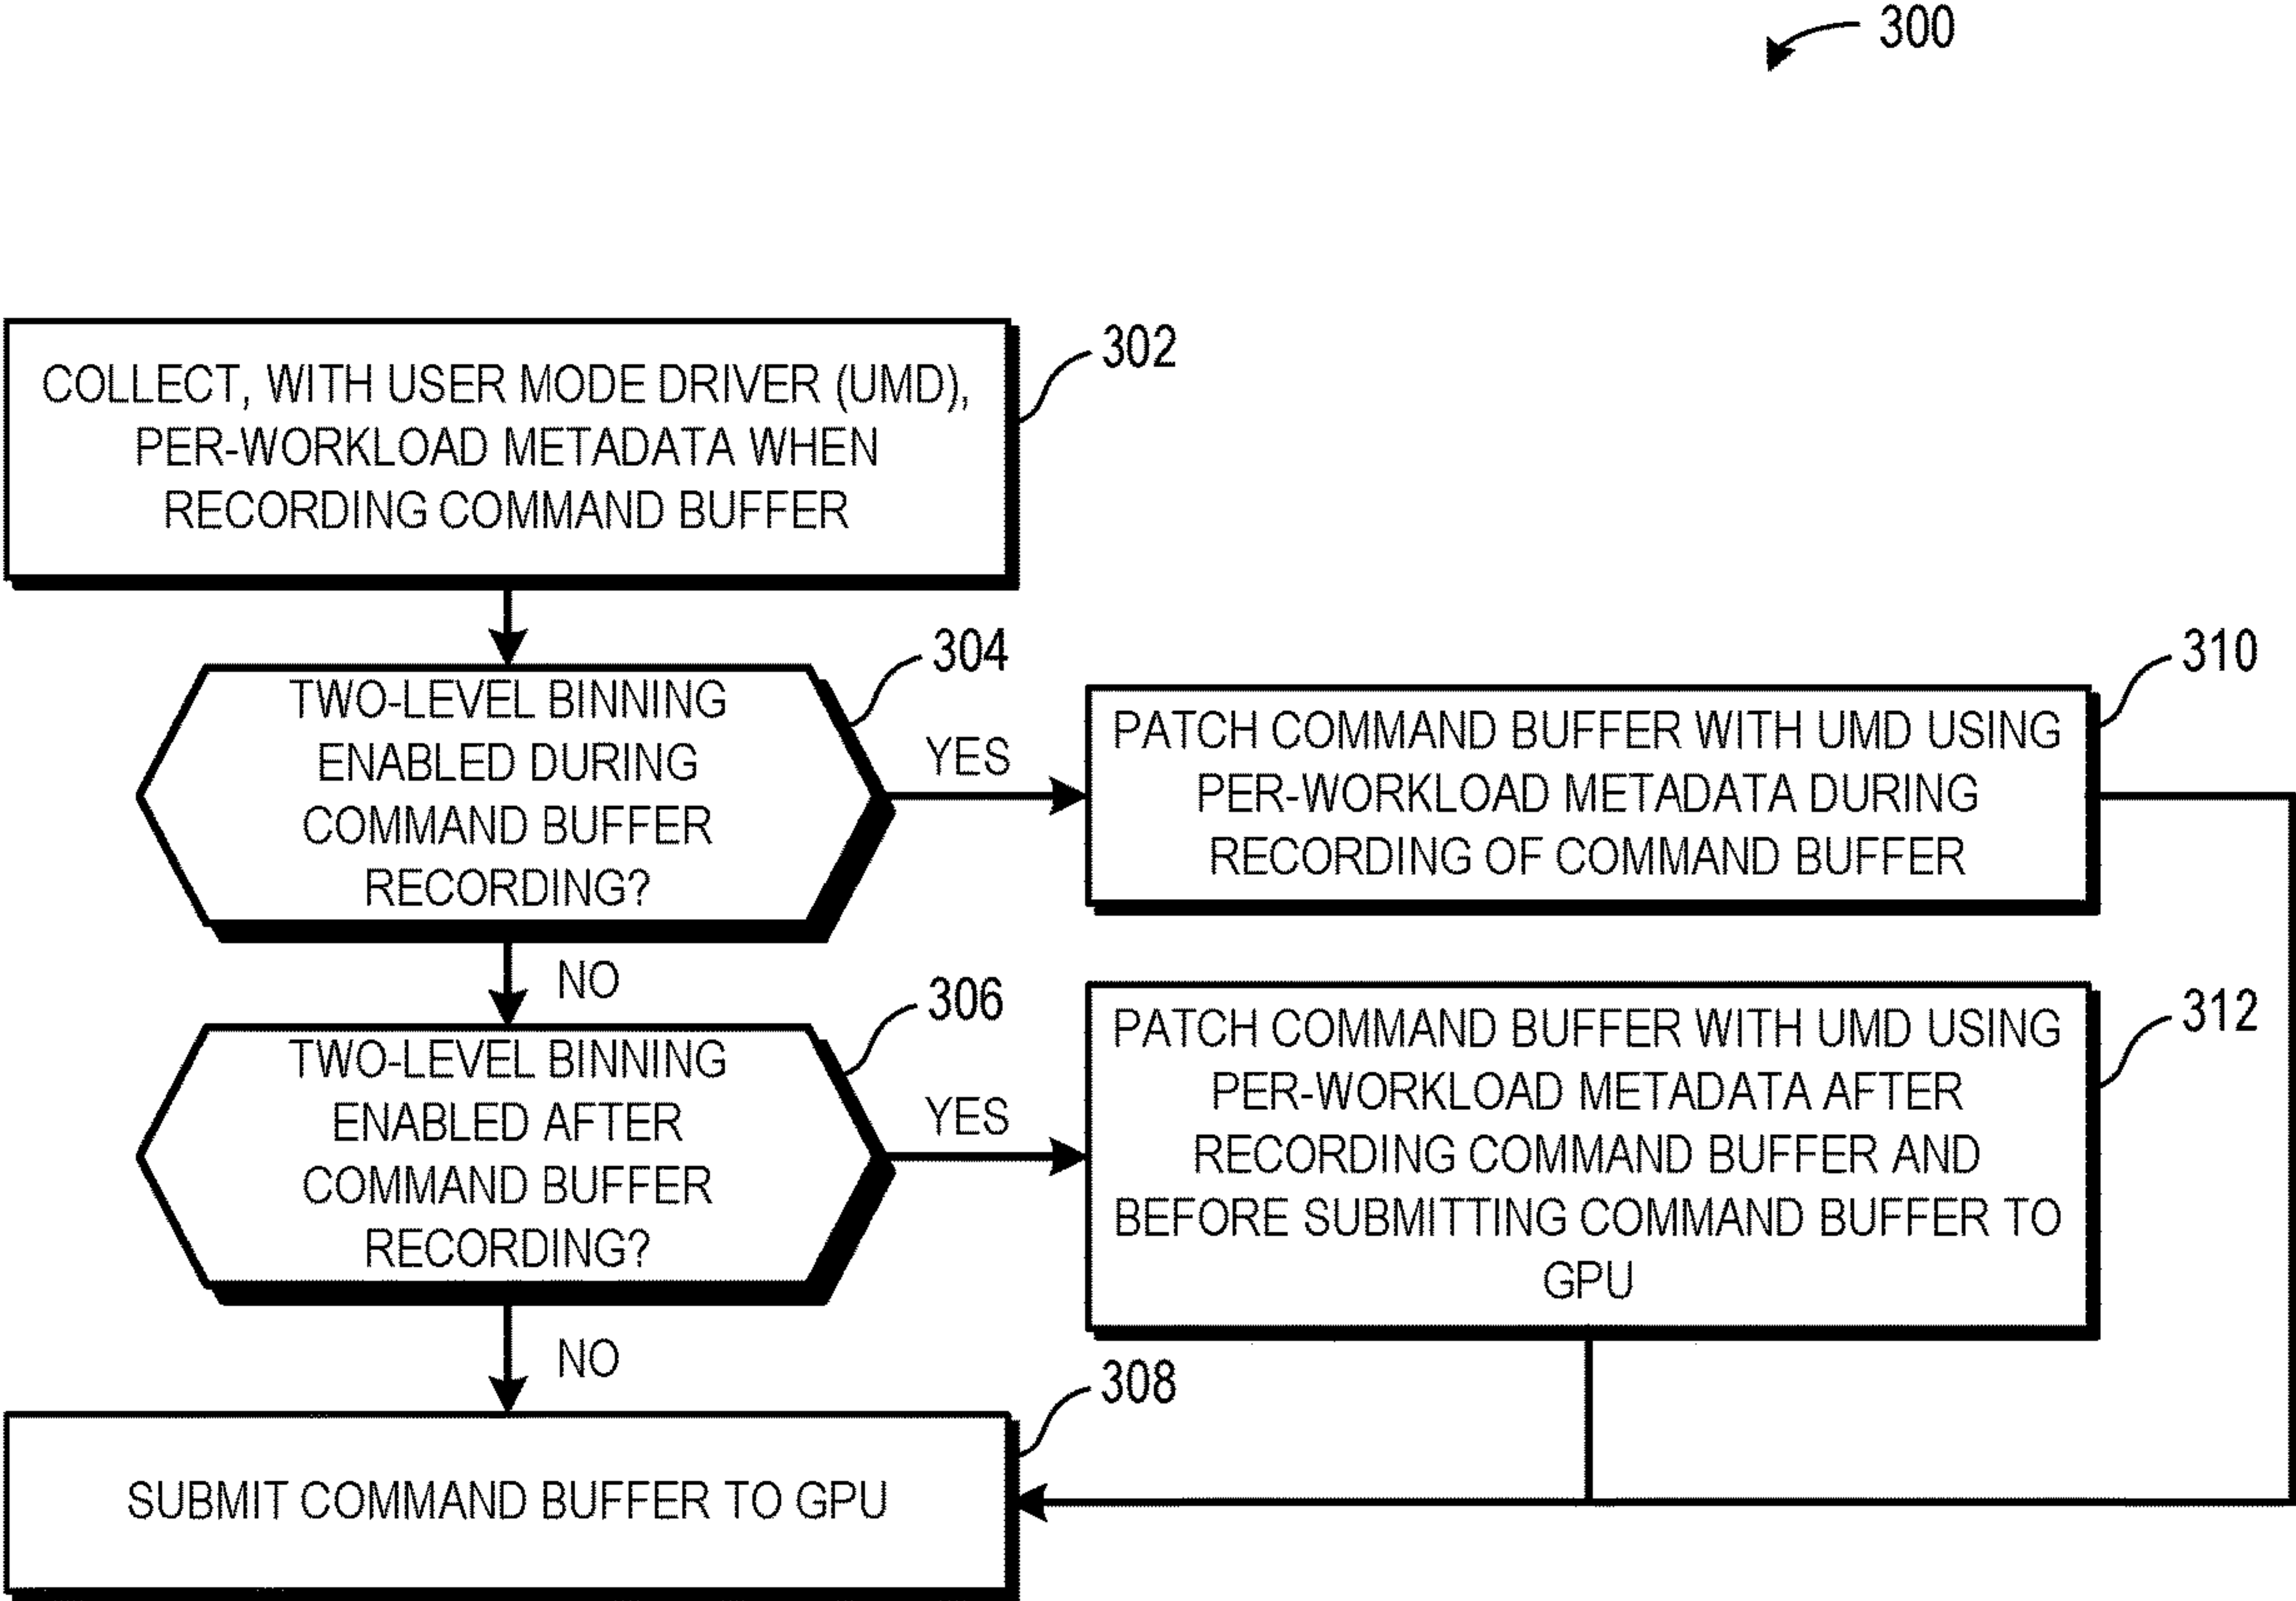 300
302
COLLECT, WITH USER MODE DRIVER (UMD),
PER-WORKLOAD METADATA WHEN
RECORDING COMMAND BUFFER
304
TWO-LEVEL BINNING
ENABLED DURING
COMMAND BUFFER
RECORDING?
YES
310
PATCH COMMAND BUFFER WITH UMD USING
PER-WORKLOAD METADATA DURING
RECORDING OF COMMAND BUFFER
NO
306
TWO-LEVEL BINNING
ENABLED AFTER
COMMAND BUFFER
RECORDING?
YES
312
PATCH COMMAND BUFFER WITH UMD USING
PER-WORKLOAD METADATA AFTER
RECORDING COMMAND BUFFER AND
BEFORE SUBMITTING COMMAND BUFFER TO
GPU
NO
308
SUBMIT COMMAND BUFFER TO GPU